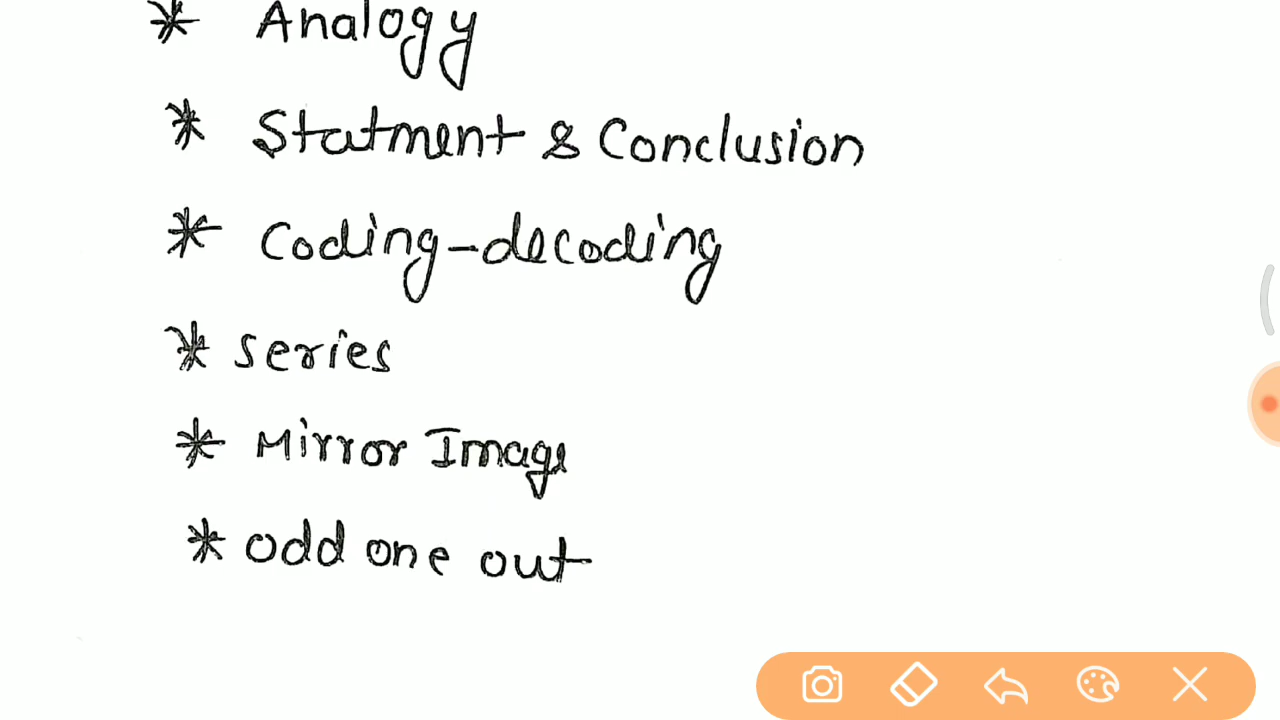 * Analogy
* Statment & Conclusion
* Coding-decoding
* series
* Mirror Image
* odd one out